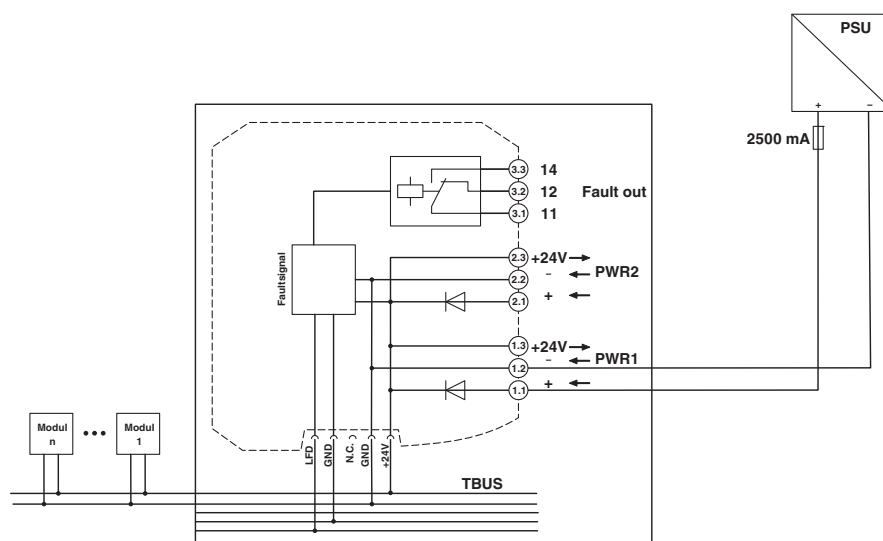 PSU
+ −
2500 mA
3.3 14
3.2 12 Fault out
3.1 11
Faultsignal
2.3 +24V
2.2 − PWR2
2.1 +
1.3 +24V
1.2 − PWR1
1.1 +
Modul
n
Modul
1
LFD
GND
N.C.
GND
+24V
TBUS